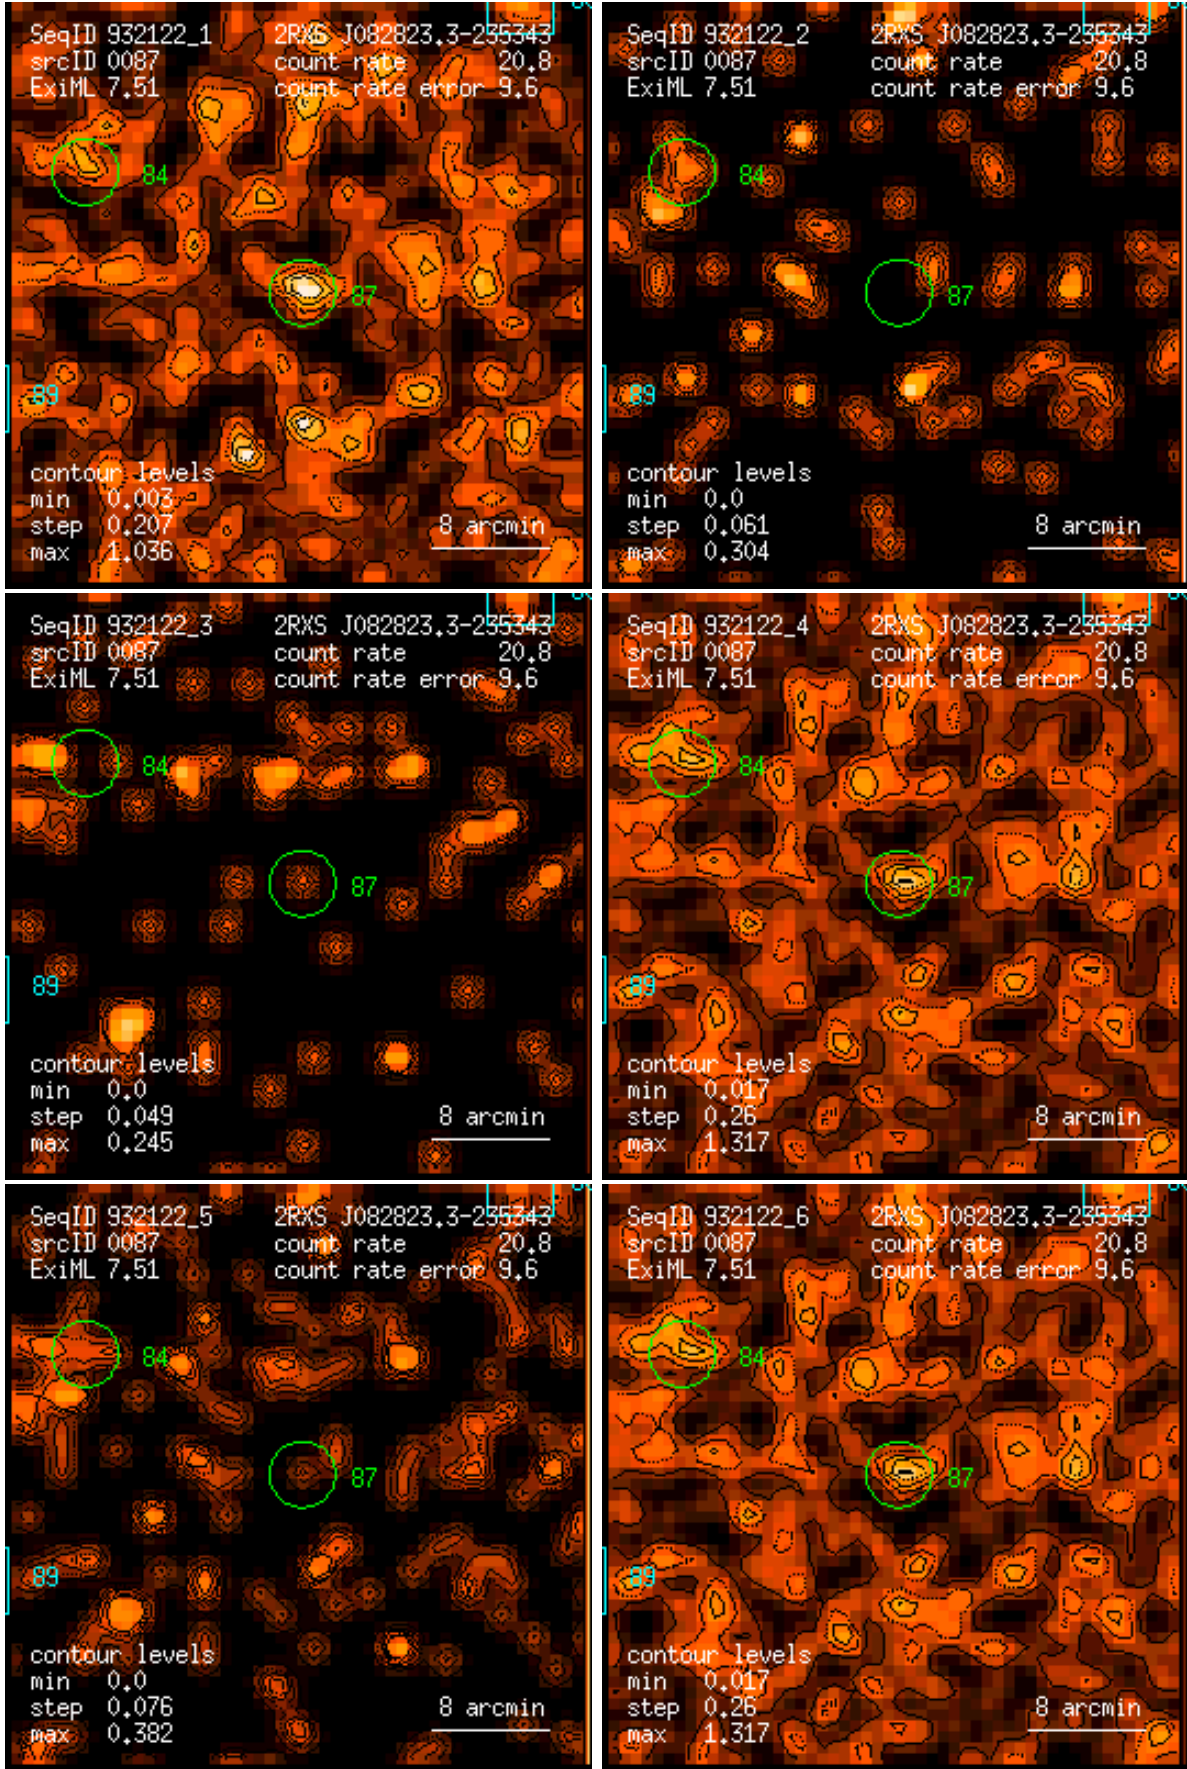 SeqID 932122_1 2RXS J082823.3-235343
srcID 0087 count rate 20.8
ExiML 7.51 count rate error 9.6
84
87
89
contour levels
min 0.003
step 0.207
max 1.036
8 arcmin
SeqID 932122_2 2RXS J082823.3-235343
srcID 0087 count rate 20.8
ExiML 7.51 count rate error 9.6
84
87
89
contour levels
min 0.0
step 0.061
max 0.304
8 arcmin
SeqID 932122_3 2RXS J082823.3-235343
srcID 0087 count rate 20.8
ExiML 7.51 count rate error 9.6
84
87
89
contour levels
min 0.0
step 0.049
max 0.245
8 arcmin
SeqID 932122_4 2RXS J082823.3-235343
srcID 0087 count rate 20.8
ExiML 7.51 count rate error 9.6
84
87
89
contour levels
min 0.017
step 0.26
max 1.317
8 arcmin
SeqID 932122_5 2RXS J082823.3-235343
srcID 0087 count rate 20.8
ExiML 7.51 count rate error 9.6
84
87
89
contour levels
min 0.0
step 0.076
max 0.382
8 arcmin
SeqID 932122_6 2RXS J082823.3-235343
srcID 0087 count rate 20.8
ExiML 7.51 count rate error 9.6
84
87
89
contour levels
min 0.017
step 0.26
max 1.317
8 arcmin